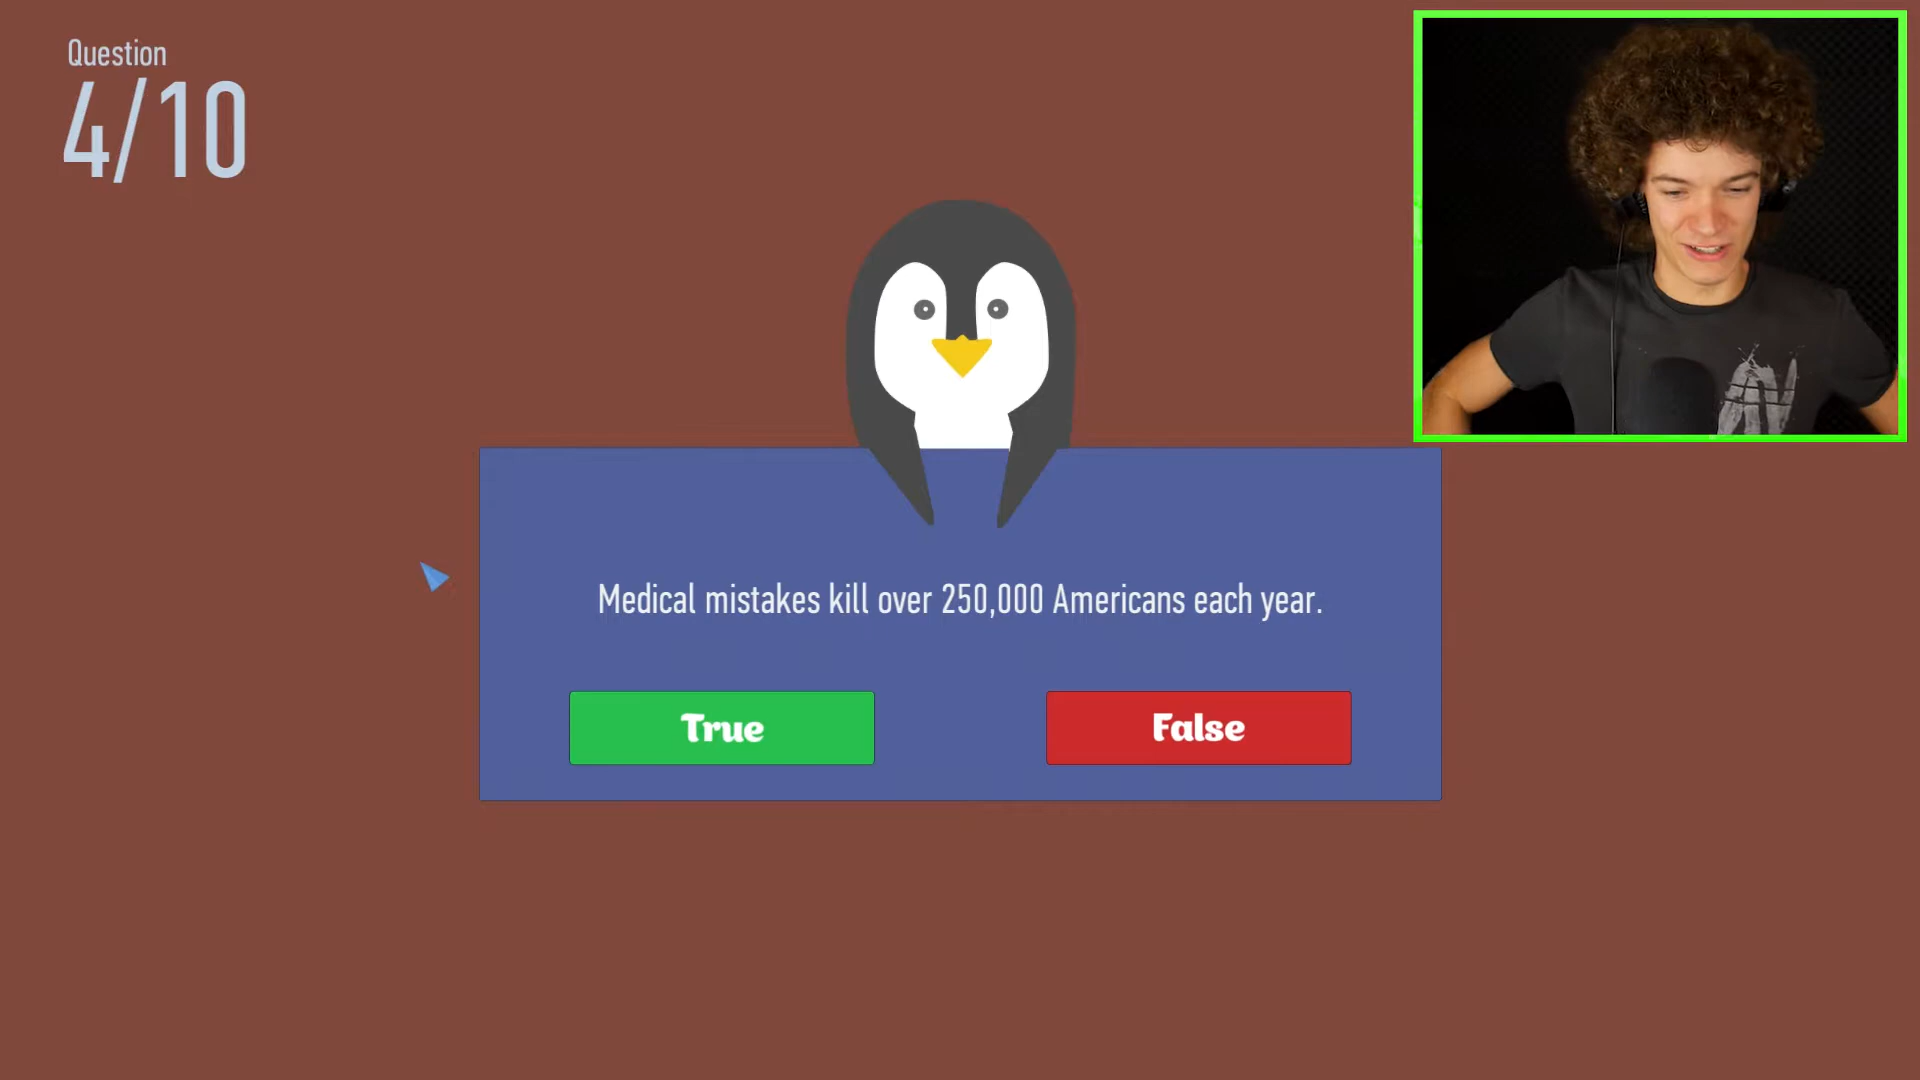 Question
4/10
Medical mistakes kill over 250,000 Americans each year.
True
False